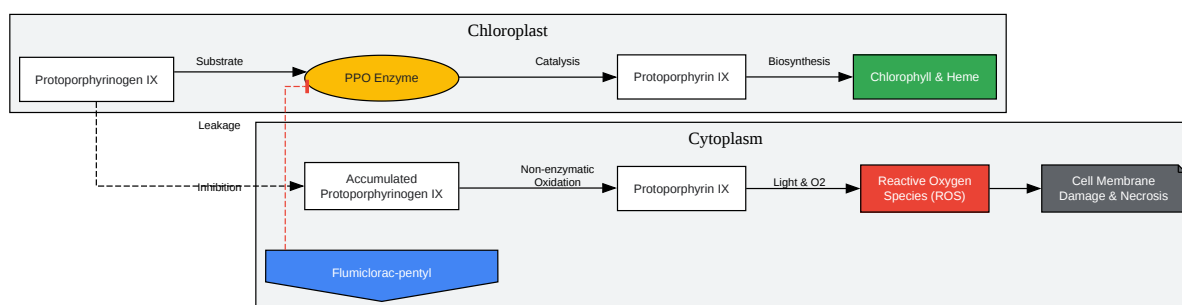 Chloroplast
Protoporphyrinogen IX
Substrate
PPO Enzyme
Catalysis
Protoporphyrin IX
Biosynthesis
Chlorophyll & Heme
Leakage
Cytoplasm
Inhibition
Accumulated
Protoporphyrinogen IX
Non-enzymatic
Oxidation
Protoporphyrin IX
Light & O2
Reactive Oxygen
Species (ROS)
Cell Membrane
Damage & Necrosis
Flumiclorac-pentyl